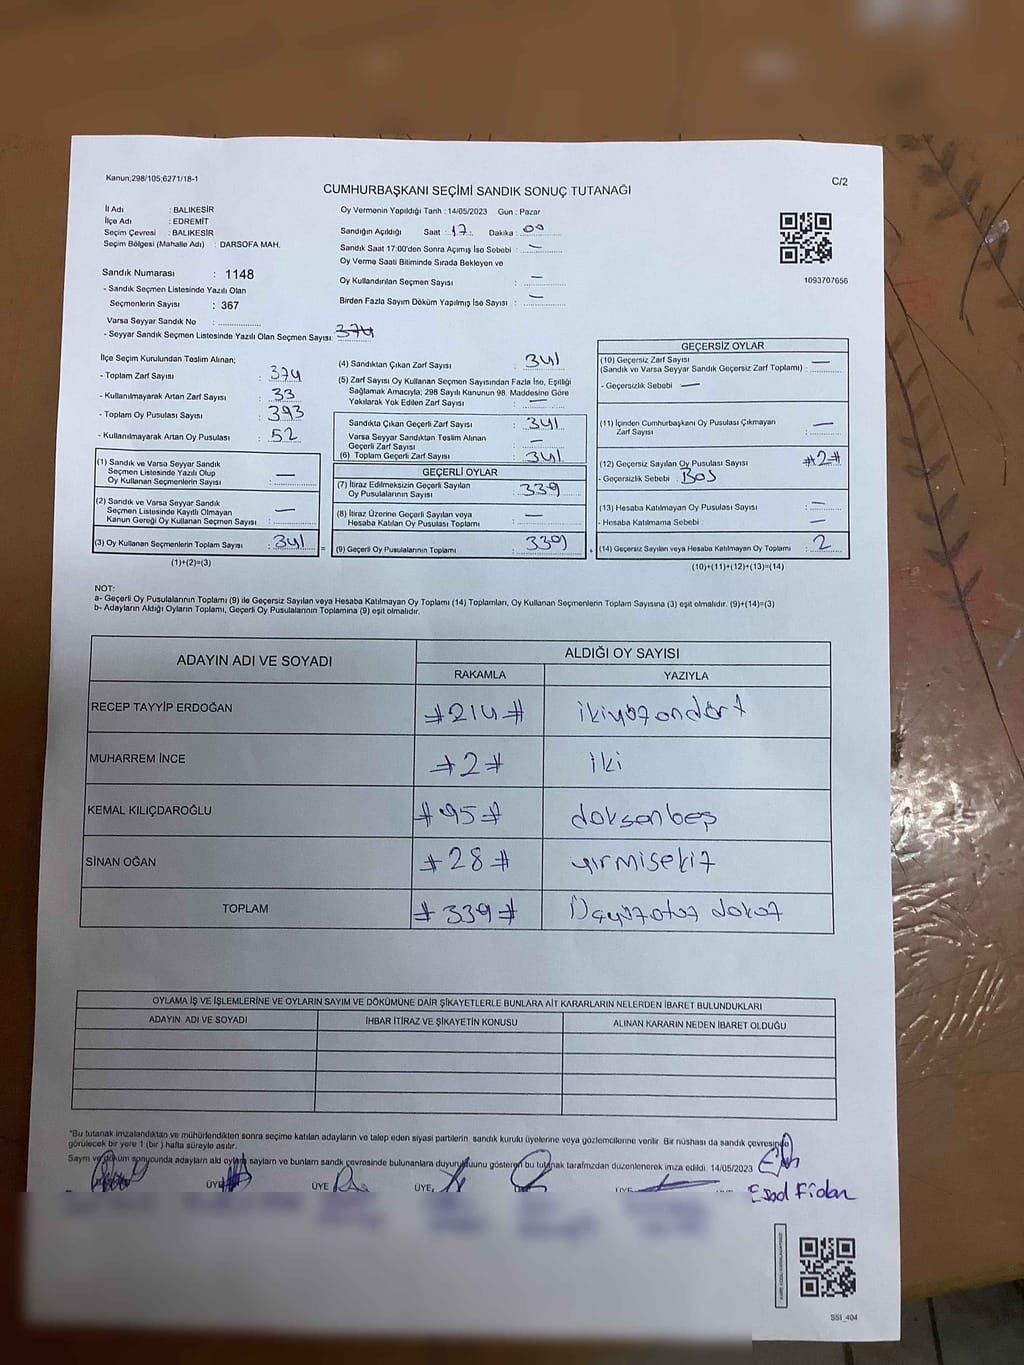 Kanun;298/105;6271/18-1
C/2
CUMHURBAŞKANI SEÇİMİ SANDIK SONUÇ TUTANAĞI
İl Adı : BALIKESİR
İlçe Adı : EDREMİT
Seçim Çevresi : BALIKESİR
Seçim Bölgesi (Mahalle Adı) : DARSOFA MAH.
Sandık Numarası : 1148
- Sandık Seçmen Listesinde Yazılı Olan
Seçmenlerin Sayısı : 367
Varsa Seyyar Sandık No :
- Seyyar Sandık Seçmen Listesinde Yazılı Olan Seçmen Sayısı: 374
Oy Vermenin Yapıldığı Tarih : 14/05/2023 Gün : Pazar
Sandığın Açıldığı Saat : 17 Dakika : 00
Sandık Saat 17:00'den Sonra Açımış İse Sebebi : —
Oy Verme Saati Bitiminde Sırada Bekleyen ve
Oy Kullandırılan Seçmen Sayısı : —
Birden Fazla Sayım Döküm Yapılmış İse Sayısı : —
1093707656
İlçe Seçim Kurulundan Teslim Alınan;
- Toplam Zarf Sayısı : 374
- Kullanılmayarak Artan Zarf Sayısı : 33
- Toplam Oy Pusulası Sayısı : 393
- Kullanılmayarak Artan Oy Pusulası : 52
(1) Sandık ve Varsa Seyyar Sandık
Seçmen Listesinde Yazılı Olup
Oy Kullanan Seçmenlerin Sayısı : —
(2) Sandık ve Varsa Seyyar Sandık
Seçmen Listesinde Kayıtlı Olmayan
Kanun Gereği Oy Kullanan Seçmen Sayısı : —
(3) Oy Kullanan Seçmenlerin Toplam Sayısı : 341
(1)+(2)=(3)
(4) Sandıktan Çıkan Zarf Sayısı : 341
(5) Zarf Sayısı Oy Kullanan Seçmen Sayısından Fazla İse, Eşitliği
Sağlamak Amacıyla; 298 Sayılı Kanunun 98. Maddesine Göre
Yakılarak Yok Edilen Zarf Sayısı : —
Sandıkta Çıkan Geçerli Zarf Sayısı : 341
Varsa Seyyar Sandıktan Teslim Alınan
Geçerli Zarf Sayısı : —
(6) Toplam Geçerli Zarf Sayısı : 341
GEÇERLİ OYLAR
(7) İtiraz Edilmeksizin Geçerli Sayılan
Oy Pusulalarının Sayısı : 339
(8) İtiraz Üzerine Geçerli Sayılan veya
Hesaba Katılan Oy Pusulası Toplamı : —
(9) Geçerli Oy Pusulalarının Toplamı : 339
GEÇERSİZ OYLAR
(10) Geçersiz Zarf Sayısı
(Sandık ve Varsa Seyyar Sandık Geçersiz Zarf Toplamı) : —
- Geçersizlik Sebebi : —
(11) İçinden Cumhurbaşkanı Oy Pusulası Çıkmayan
Zarf Sayısı : —
(12) Geçersiz Sayılan Oy Pusulası Sayısı : #2#
- Geçersizlik Sebebi : Boş
(13) Hesaba Katılmayan Oy Pusulası Sayısı : —
- Hesaba Katılmama Sebebi : —
(14) Geçersiz Sayılan veya Hesaba Katılmayan Oy Toplamı : 2
(10)+(11)+(12)+(13)=(14)
NOT:
a- Geçerli Oy Pusulalarının Toplamı (9) ile Geçersiz Sayılan veya Hesaba Katılmayan Oy Toplamı (14) Toplamları, Oy Kullanan Seçmenlerin Toplam Sayısına (3) eşit olmalıdır. (9)+(14)=(3)
b- Adayların Aldığı Oyların Toplamı, Geçerli Oy Pusulalarının Toplamına (9) eşit olmalıdır.
ADAYIN ADI VE SOYADI
ALDIĞI OY SAYISI
RAKAMLA YAZIYLA
RECEP TAYYİP ERDOĞAN #214# ikiyüzondört
MUHARREM İNCE #2# iki
KEMAL KILIÇDAROĞLU #95# doksanbeş
SİNAN OĞAN #28# yirmisekiz
TOPLAM #339# Üçyüzotuz dokuz
OYLAMA İŞ VE İŞLEMLERİNE VE OYLARIN SAYIM VE DÖKÜMÜNE DAİR ŞİKAYETLERLE BUNLARA AİT KARARLARIN NELERDEN İBARET BULUNDUKLARI
ADAYIN ADI VE SOYADI İHBAR İTİRAZ VE ŞİKAYETİN KONUSU ALINAN KARARIN NEDEN İBARET OLDUĞU
*Bu tutanak imzalandıktan ve mühürlendikten sonra seçime katılan adayların ve talep eden siyasi partilerin sandık kurulu üyelerine veya gözlemcilerine verilir. Bir nüshası da sandık çevresinde
görülecek bir yere 1 (bir ) hafta süreyle asılır.
Sayım ve döküm sonucunda adayların aldı oyların sayları ve bunların sandk çevresinde bulunanlara duyurulduunu gösteren bu tutanak tarafmzdan düzenlenerek imza edildi. 14/05/2023
ÜYE ÜYE ÜYE ÜYE
Esad Fidan
SSI_404